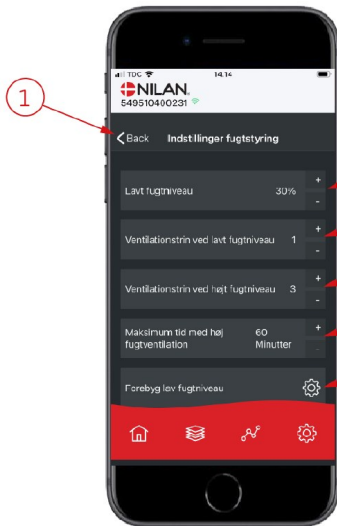 1
TDC 14.14
NILAN
549510400231
Back Indstillinger fugtstyring
Lavt fugtniveau 30% +
-
Ventilationstrin ved lavt fugtniveau 1 +
-
Ventilationstrin ved højt fugtniveau 3 +
-
Maksimum tid med høj 60 +
fugtventilation Minutter -
Forebyg lav fugtniveau